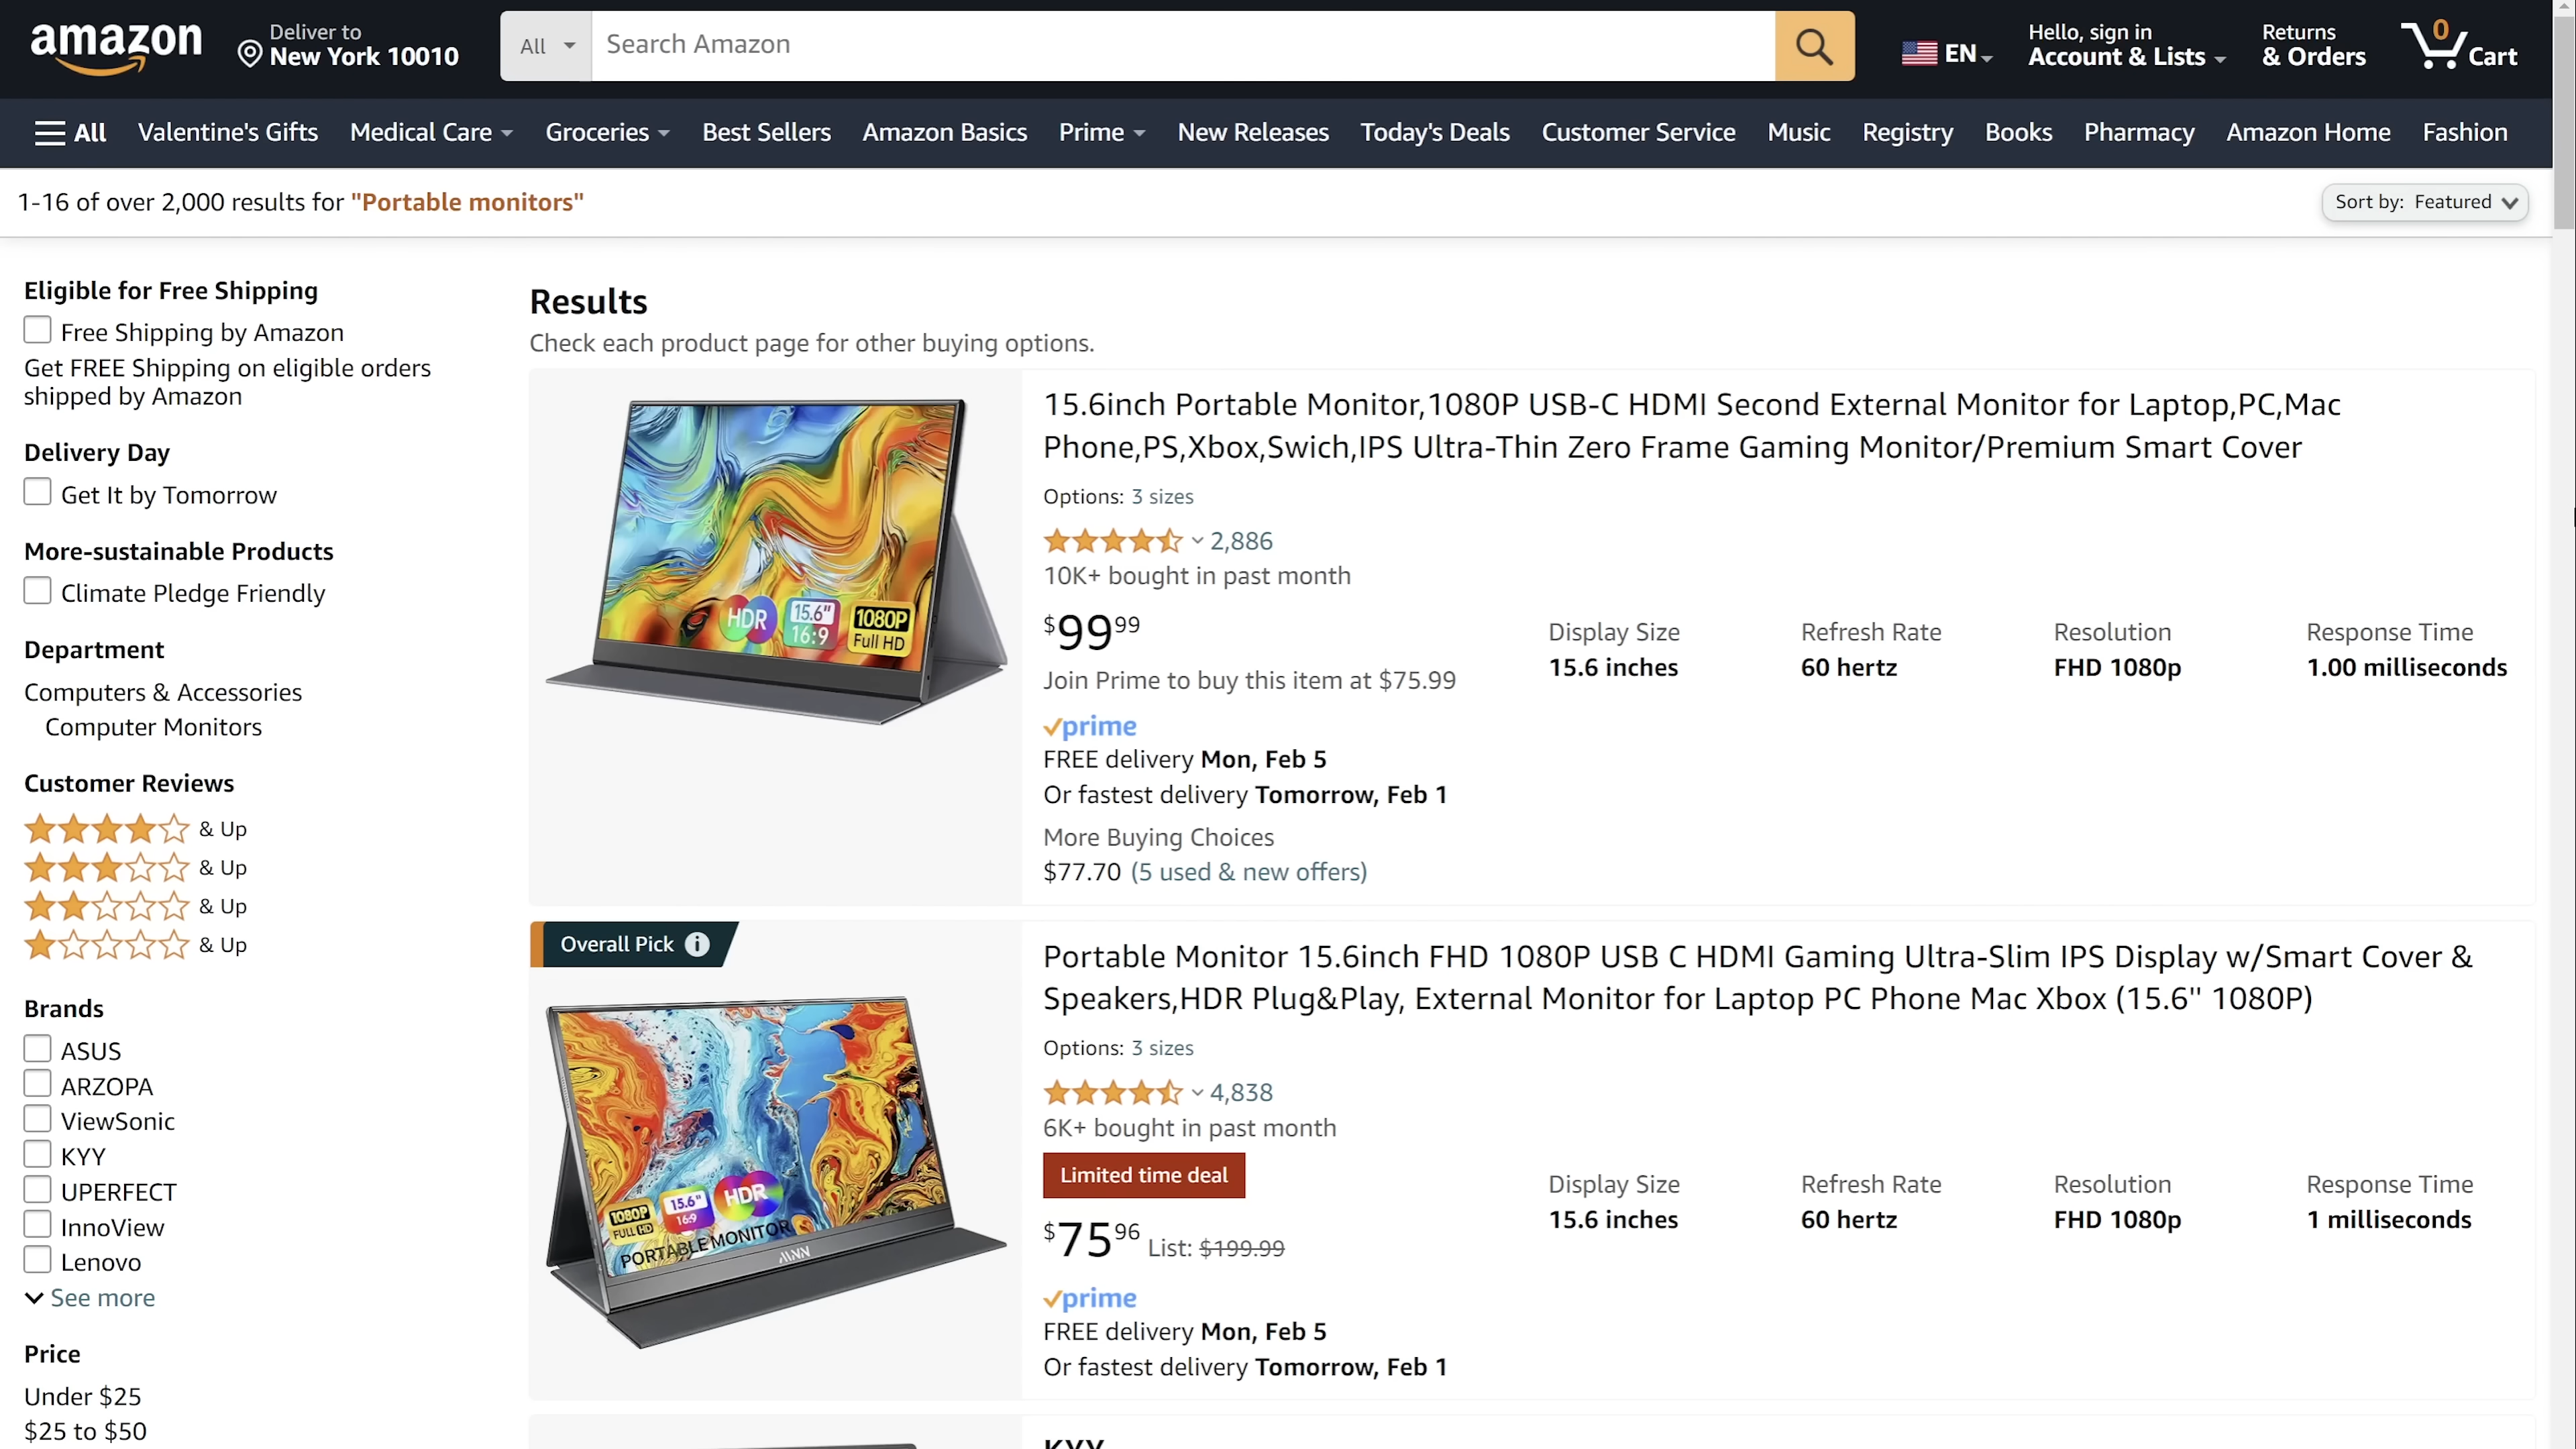 amazon
Deliver to
New York 10010
All
Search Amazon
EN
Hello, sign in
Account & Lists
Returns
& Orders
0
Cart
All
Valentine's Gifts
Medical Care
Groceries
Best Sellers
Amazon Basics
Prime
New Releases
Today's Deals
Customer Service
Music
Registry
Books
Pharmacy
Amazon Home
Fashion
1-16 of over 2,000 results for "Portable monitors"
Sort by: Featured
Eligible for Free Shipping
Free Shipping by Amazon
Get FREE Shipping on eligible orders
shipped by Amazon
Delivery Day
Get It by Tomorrow
More-sustainable Products
Climate Pledge Friendly
Department
Computers & Accessories
Computer Monitors
Customer Reviews
& Up
& Up
& Up
& Up
Brands
ASUS
ARZOPA
ViewSonic
KYY
UPERFECT
InnoView
Lenovo
See more
Price
Under $25
$25 to $50
Results
Check each product page for other buying options.
HDR
15.6"
16:9
1080P
Full HD
15.6inch Portable Monitor,1080P USB-C HDMI Second External Monitor for Laptop,PC,Mac
Phone,PS,Xbox,Swich,IPS Ultra-Thin Zero Frame Gaming Monitor/Premium Smart Cover
Options: 3 sizes
2,886
10K+ bought in past month
$99 99
Join Prime to buy this item at $75.99
prime
FREE delivery Mon, Feb 5
Or fastest delivery Tomorrow, Feb 1
More Buying Choices
$77.70 (5 used & new offers)
Display Size
15.6 inches
Refresh Rate
60 hertz
Resolution
FHD 1080p
Response Time
1.00 milliseconds
Overall Pick
1080P
FULL HD
15.6"
16:9
HDR
PORTABLE MONITOR
MNN
Portable Monitor 15.6inch FHD 1080P USB C HDMI Gaming Ultra-Slim IPS Display w/Smart Cover &
Speakers,HDR Plug&Play, External Monitor for Laptop PC Phone Mac Xbox (15.6'' 1080P)
Options: 3 sizes
4,838
6K+ bought in past month
Limited time deal
$75 96 List: $199.99
prime
FREE delivery Mon, Feb 5
Or fastest delivery Tomorrow, Feb 1
Display Size
15.6 inches
Refresh Rate
60 hertz
Resolution
FHD 1080p
Response Time
1 milliseconds
KYY